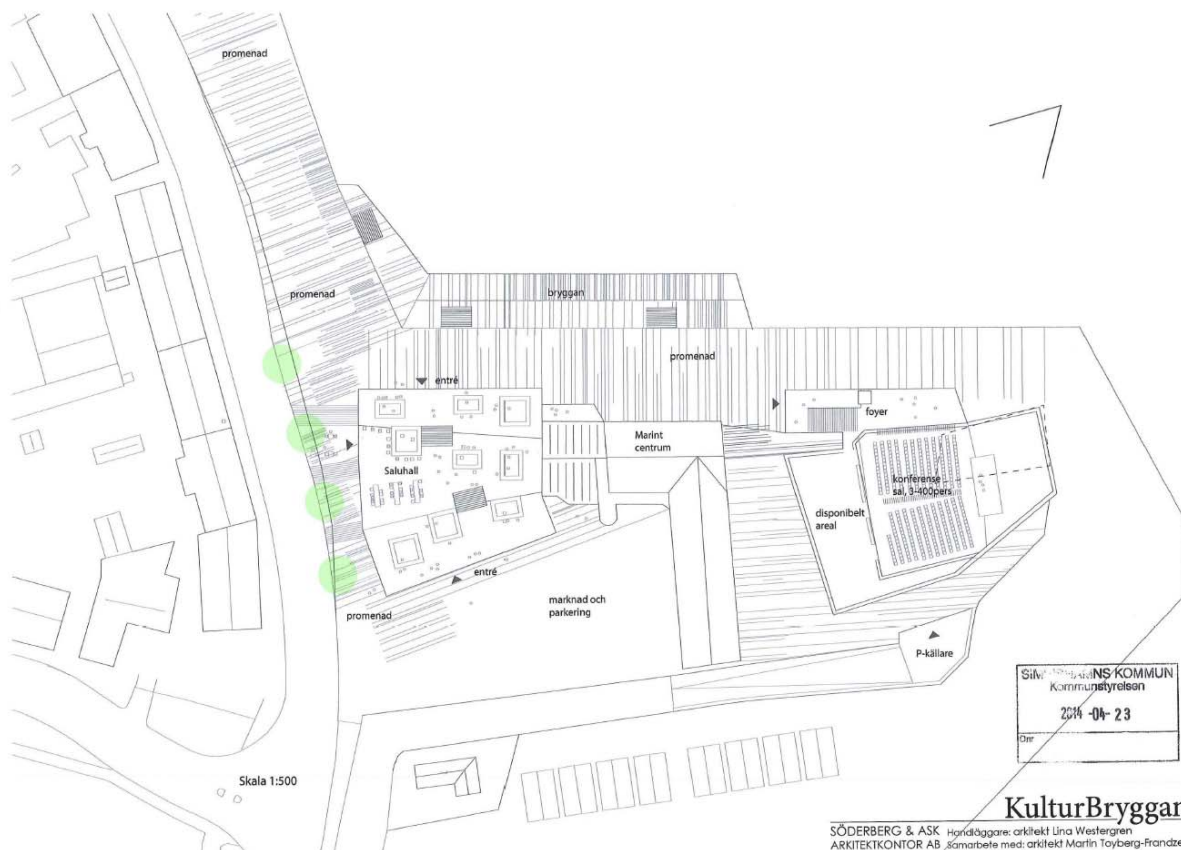 promenad
promenad
bryggan
promenad
entré
foyer
Marint
centrum
Saluhall
konferense
sal, 3-400pers
disponibelt
areal
entré
marknad och
parkering
promenad
P-källare
NS KOMMUN
Kommunstyrelsen
2014 -04- 23
Dnr
Skala 1:500
KulturBryggan
SÖDERBERG & ASK Handläggare: arkitekt Lina Westergren
ARKITEKTKONTOR AB Samarbete med: arkitekt Martin